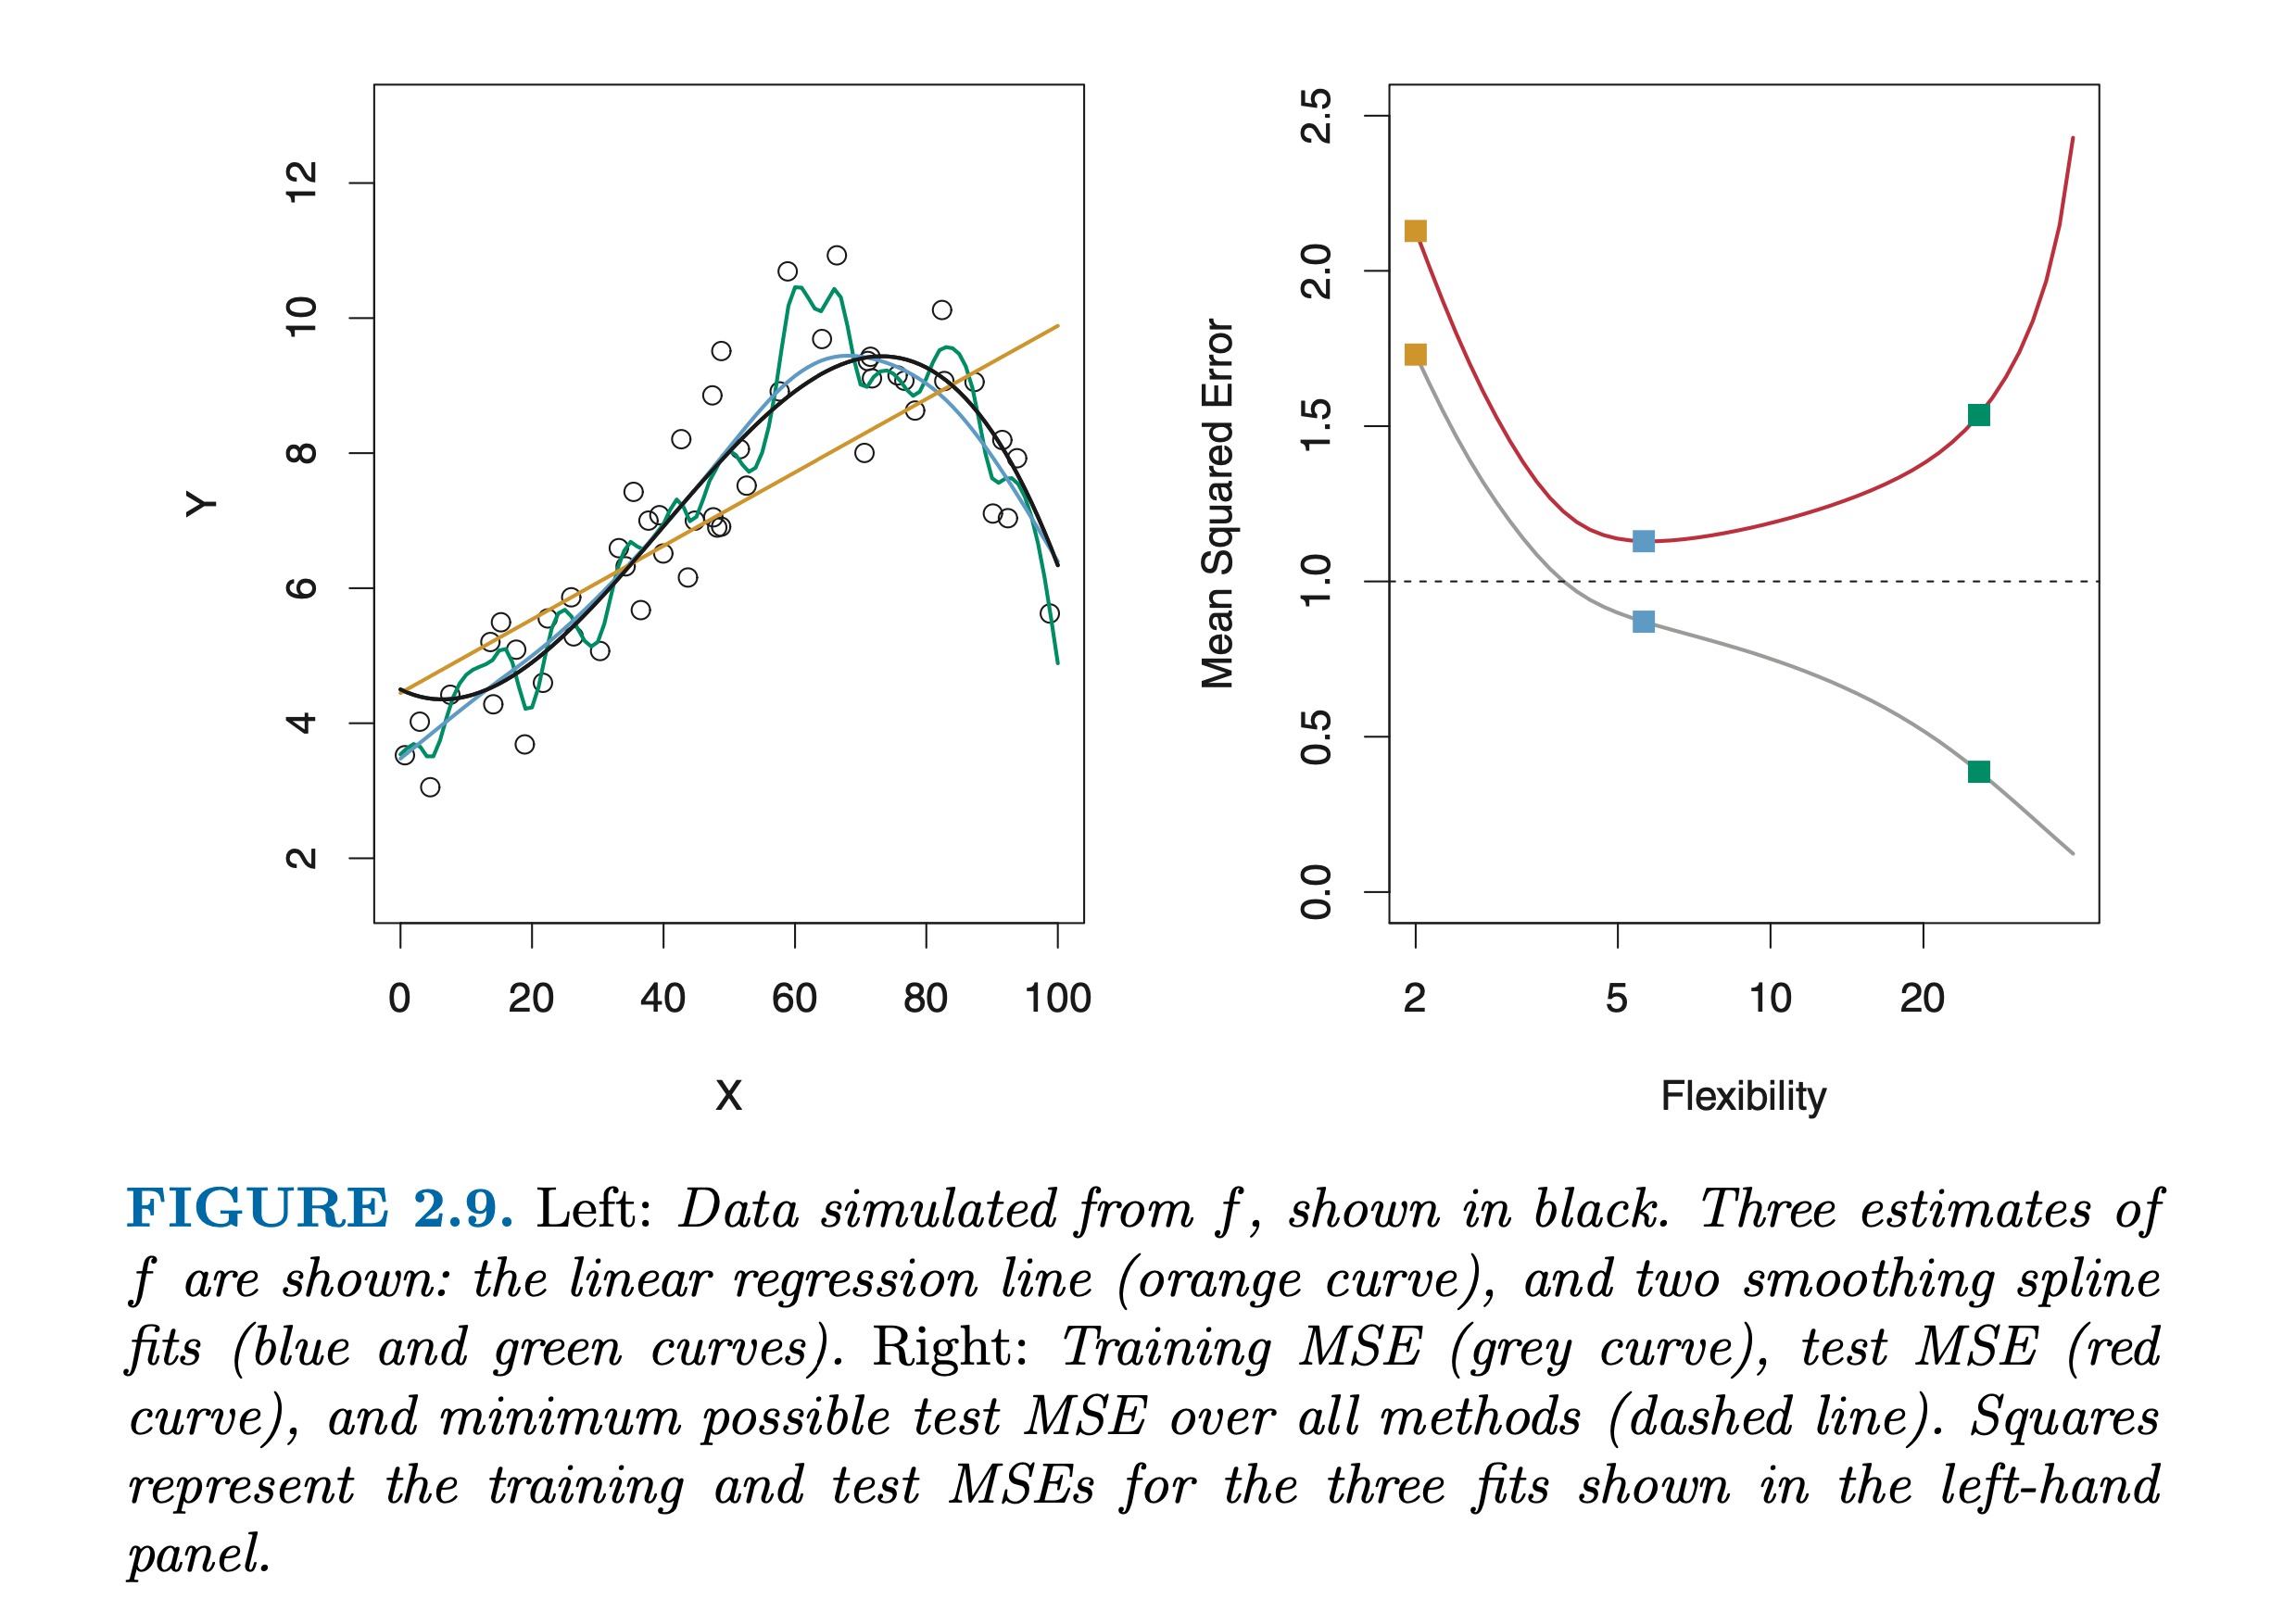 12
10
8
6
4
2
Y
0 20 40 60 80 100
X
2.5
2.0
1.5
1.0
0.5
0.0
Mean Squared Error
2 5 10 20
Flexibility
FIGURE 2.9. Left: Data simulated from f, shown in black. Three estimates of
f are shown: the linear regression line (orange curve), and two smoothing spline
fits (blue and green curves). Right: Training MSE (grey curve), test MSE (red
curve), and minimum possible test MSE over all methods (dashed line). Squares
represent the training and test MSEs for the three fits shown in the left-hand
panel.